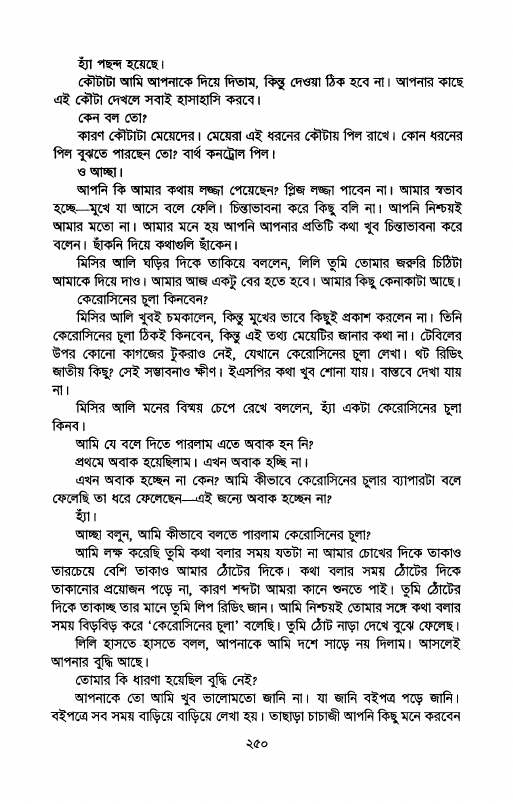 হ্যাঁ পছন্দ হয়েছে।
কৌটাটা আমি আপনাকে দিয়ে দিতাম, কিন্তু দেওয়া ঠিক হবে না। আপনার কাছে
এই কৌটা দেখলে সবাই হাসাহাসি করবে।
কেন বল তো?
কারণ কৌটাটা মেয়েদের। মেয়েরা এই ধরনের কৌটায় পিল রাখে। কোন ধরনের
পিল বুঝতে পারছেন তো? বার্থ কনট্রোল পিল।
ও আচ্ছা।
আপনি কি আমার কথায় লজ্জা পেয়েছেন? প্লিজ লজ্জা পাবেন না। আমার স্বভাব
হচ্ছে—মুখে যা আসে বলে ফেলি। চিন্তাভাবনা করে কিছু বলি না। আপনি নিশ্চয়ই
আমার মতো না। আমার মনে হয় আপনি আপনার প্রতিটি কথা খুব চিন্তাভাবনা করে
বলেন। ছাঁকনি দিয়ে কথাগুলি ছাঁকেন।
মিসির আলি ঘড়ির দিকে তাকিয়ে বললেন, লিলি তুমি তোমার জরুরি চিঠিটা
আমাকে দিয়ে দাও। আমার আজ একটু বের হতে হবে। আমার কিছু কেনাকাটা আছে।
কেরোসিনের চুলা কিনবেন?
মিসির আলি খুবই চমকালেন, কিন্তু মুখের ভাবে কিছুই প্রকাশ করলেন না। তিনি
কেরোসিনের চুলা ঠিকই কিনবেন, কিন্তু এই তথ্য মেয়েটির জানার কথা না। টেবিলের
উপর কোনো কাগজের টুকরাও নেই, যেখানে কেরোসিনের চুলা লেখা। থট রিডিং
জাতীয় কিছু? সেই সম্ভাবনাও ক্ষীণ। ইএসপির কথা খুব শোনা যায়। বাস্তবে দেখা যায়
না।
মিসির আলি মনের বিস্ময় চেপে রেখে বললেন, হ্যাঁ একটা কেরোসিনের চুলা
কিনব।
আমি যে বলে দিতে পারলাম এতে অবাক হন নি?
প্রথমে অবাক হয়েছিলাম। এখন অবাক হচ্ছি না।
এখন অবাক হচ্ছেন না কেন? আমি কীভাবে কেরোসিনের চুলার ব্যাপারটা বলে
ফেলেছি তা ধরে ফেলেছেন—এই জন্যে অবাক হচ্ছেন না?
হ্যাঁ।
আচ্ছা বলুন, আমি কীভাবে বলতে পারলাম কেরোসিনের চুলা?
আমি লক্ষ করেছি তুমি কথা বলার সময় যতটা না আমার চোখের দিকে তাকাও
তারচেয়ে বেশি তাকাও আমার ঠোঁটের দিকে। কথা বলার সময় ঠোঁটের দিকে
তাকানোর প্রয়োজন পড়ে না, কারণ শব্দটা আমরা কানে শুনতে পাই। তুমি ঠোঁটের
দিকে তাকাচ্ছ তার মানে তুমি লিপ রিডিং জান। আমি নিশ্চয়ই তোমার সঙ্গে কথা বলার
সময় বিড়বিড় করে ‘কেরোসিনের চুলা’ বলেছি। তুমি ঠোঁট নাড়া দেখে বুঝে ফেলেছ।
লিলি হাসতে হাসতে বলল, আপনাকে আমি দশে সাড়ে নয় দিলাম। আসলেই
আপনার বুদ্ধি আছে।
তোমার কি ধারণা হয়েছিল বুদ্ধি নেই?
আপনাকে তো আমি খুব ভালোমতো জানি না। যা জানি বইপত্র পড়ে জানি।
বইপত্রে সব সময় বাড়িয়ে বাড়িয়ে লেখা হয়। তাছাড়া চাচাজী আপনি কিছু মনে করবেন
২৫০